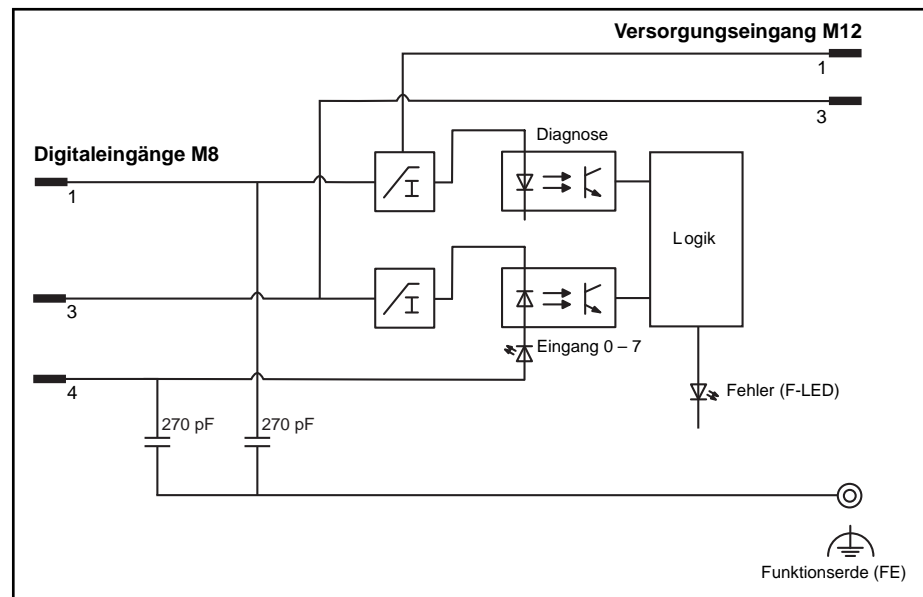 Versorgungseingang M12
1
3
Digitaleingänge M8
1
3
4
Diagnose
Logik
I
I
Eingang 0 – 7
Fehler (F-LED)
270 pF
270 pF
Funktionserde (FE)